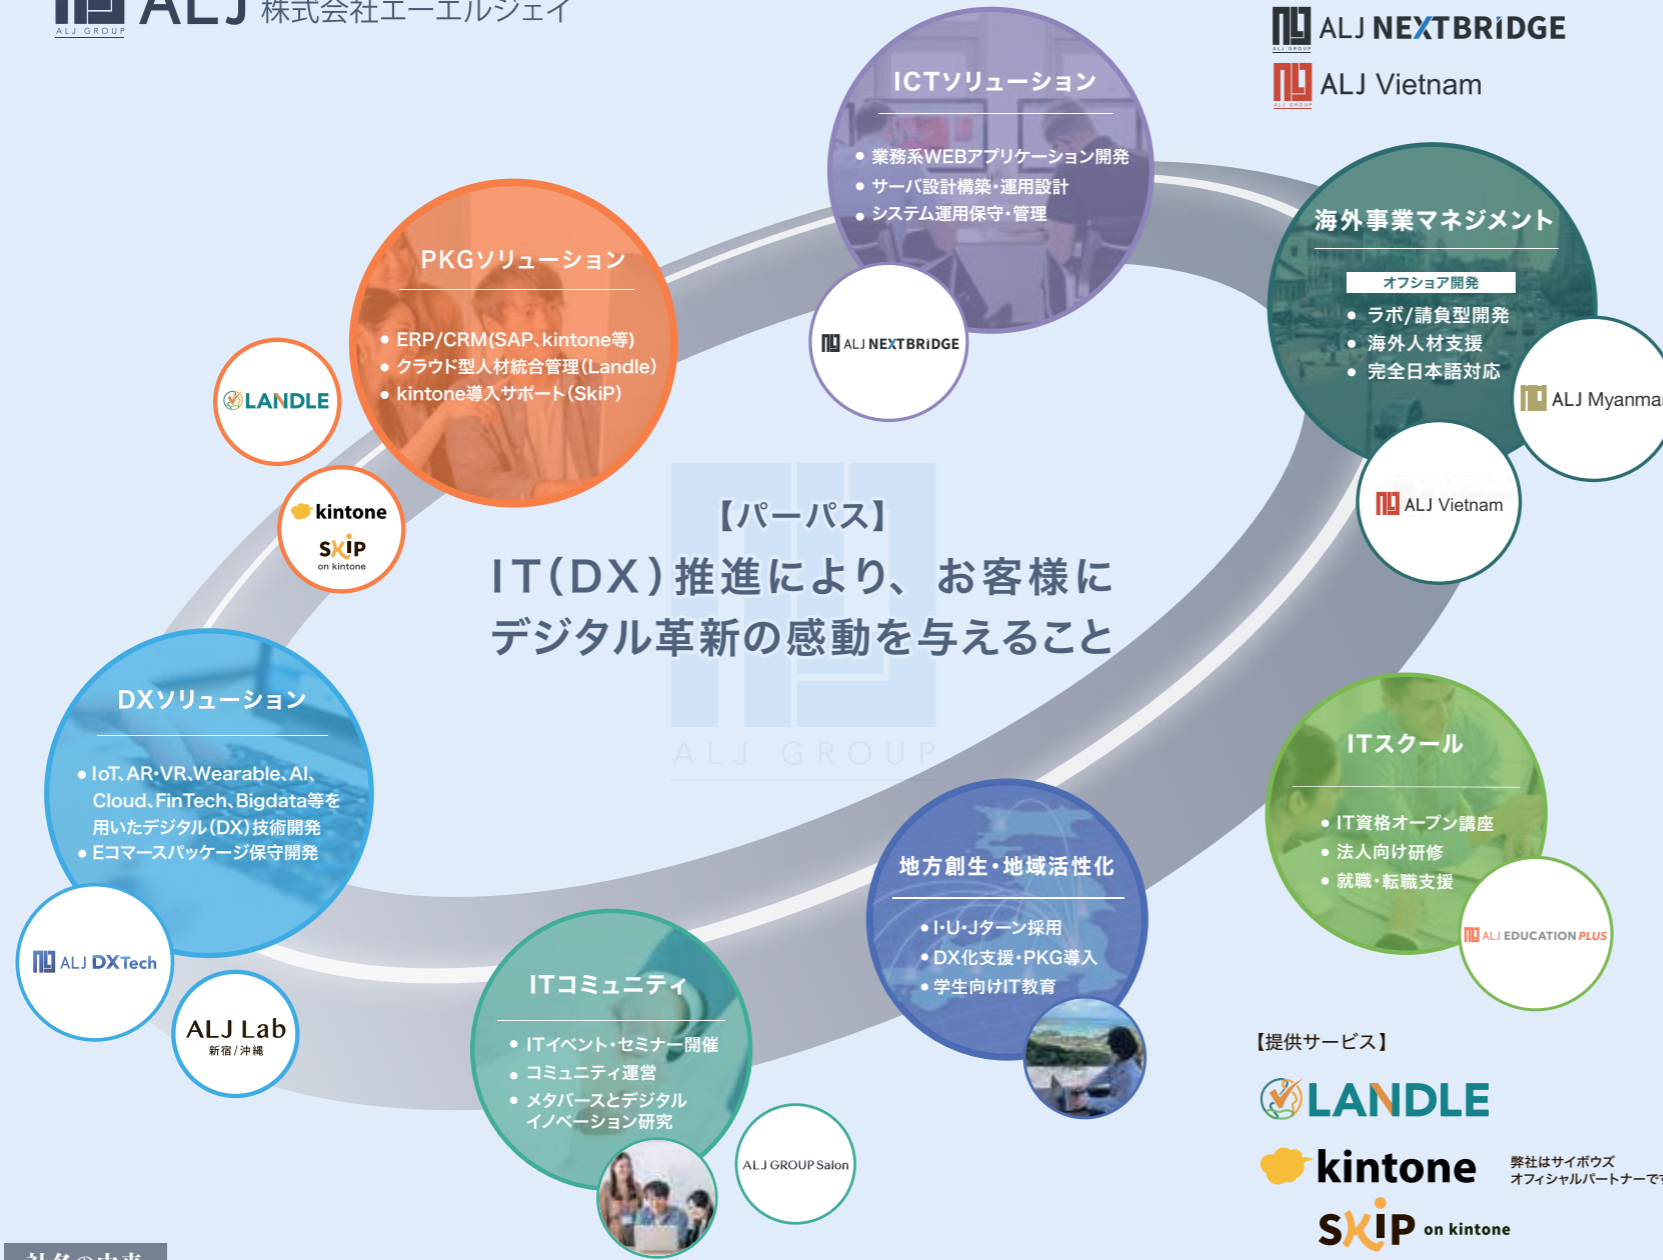 ALJ 株式会社エーエルジェイ
ALJ GROUP
ALJ NEXTBRiDGE
ALJ GROUP
ALJ Vietnam
ALJ GROUP
ICTソリューション
● 業務系WEBアプリケーション開発
● サーバ設計構築・運用設計
● システム運用保守・管理
ALJ NEXTBRiDGE
海外事業マネジメント
オフショア開発
● ラボ/請負型開発
● 海外人材支援
● 完全日本語対応
ALJ Myanmar
ALJ Vietnam
PKGソリューション
● ERP/CRM(SAP、kintone等)
● クラウド型人材統合管理(Landle)
● kintone導入サポート(SkiP)
LANDLE
kintone
SKiP
on kintone
【パーパス】
IT(DX)推進により、お客様に
デジタル革新の感動を与えること
ALJ GROUP
DXソリューション
● IoT、AR・VR、Wearable、AI、
Cloud、FinTech、Bigdata等を
用いたデジタル(DX)技術開発
● Eコマースパッケージ保守開発
ALJ DXTech
ALJ Lab
新宿/沖縄
ITスクール
● IT資格オープン講座
● 法人向け研修
● 就職・転職支援
ALJ EDUCATION PLUS
地方創生・地域活性化
● I・U・Jターン採用
● DX化支援・PKG導入
● 学生向けIT教育
ITコミュニティ
● ITイベント・セミナー開催
● コミュニティ運営
● メタバースとデジタル
イノベーション研究
ALJ GROUP Salon
【提供サービス】
LANDLE
kintone
弊社はサイボウズ
オフィシャルパートナーです
SKiP on kintone
社名の由来